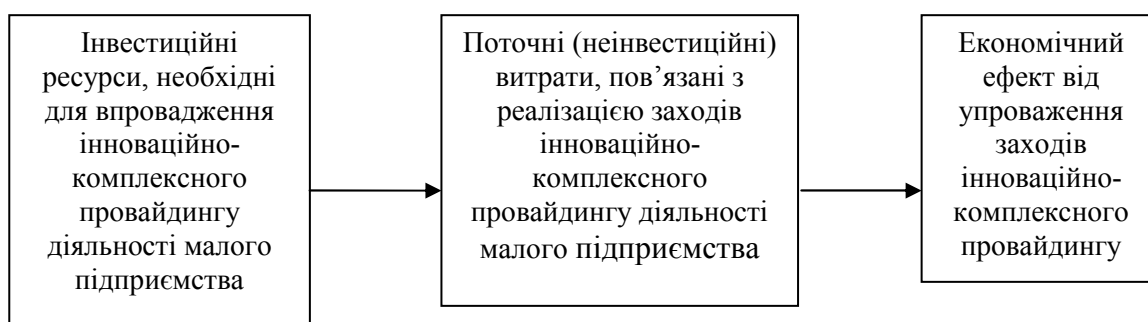 Інвестиційні
ресурси, необхідні
для впровадження
інноваційно-
комплексного
провайдингу
діяльності малого
підприємства
Поточні (неінвестиційні)
витрати, пов’язані з
реалізацією заходів
інноваційно-
комплексного
провайдингу діяльності
малого підприємства
Економічний
ефект від
упроваження
заходів
інноваційно-
комплексного
провайдингу